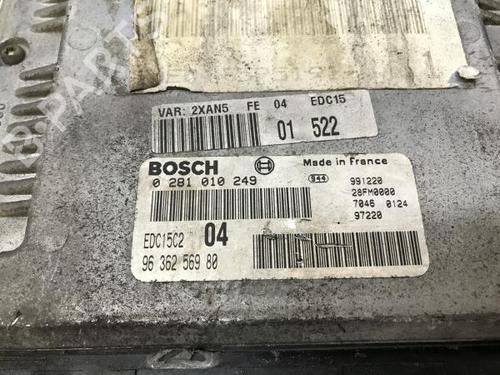 VAR: 2XAN5 FE 04 EDC15
01 522
BOSCH
Made in France
0 281 010 249
944 991220
28FM0000
7046 0124
97220
EDC15C2 04
96 362 569 80